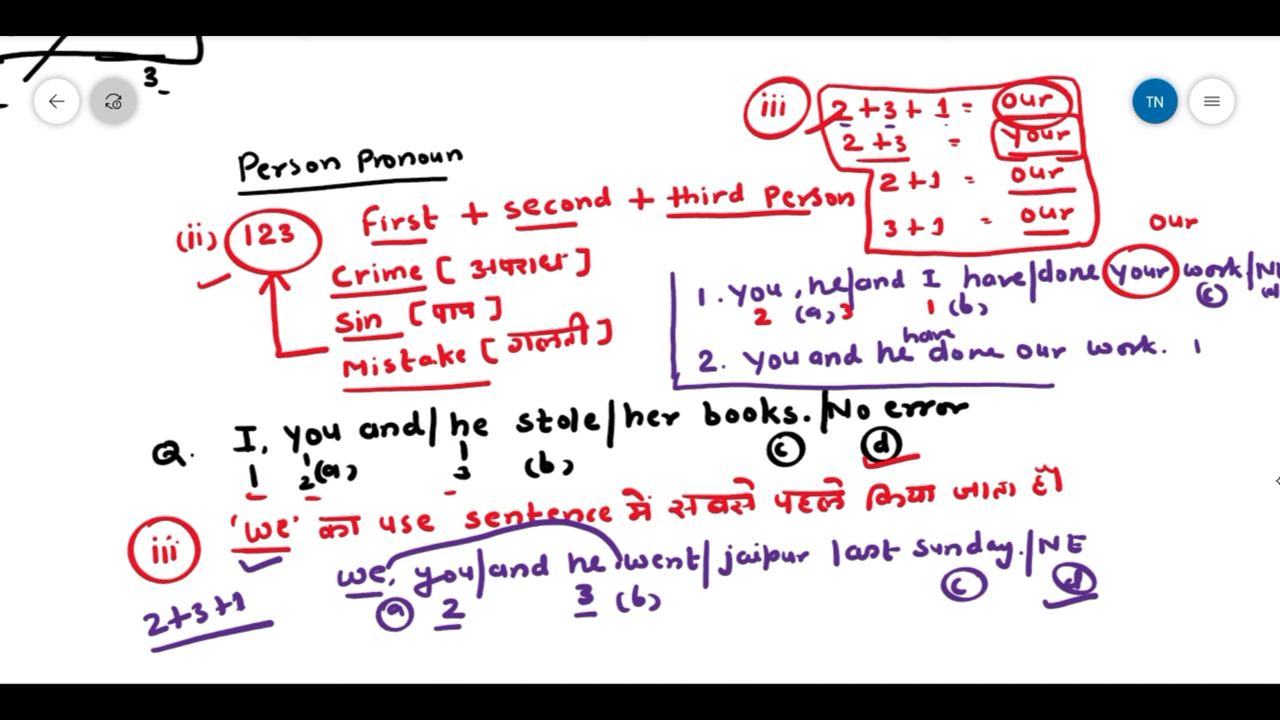 3
TN
iii
2 + 3 + 1 = our
2 + 3 = your
2 + 1 = our
3 + 1 = our
our
Person Pronoun
(ii) 123 first + second + third Person
Crime [ अपराध ]
Sin [ पाप ]
Mistake [ गलती ]
1. you, he/and I have/done your work/NE
2 (a) 3 1 (b) c (d)
have
2. you and he done our work. 1
Q. I, you and/he stole/her books./No error
1 2 (a) 3 (b) c d
iii 'we' का use sentence में सबसे पहले किया जाता है।
we, you/and he went/jaipur last sunday./NE
2+3+1 a 2 3 (b) c d